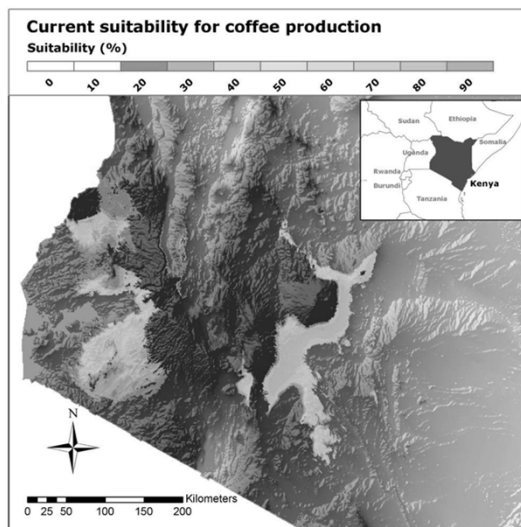 Current suitability for coffee production
Suitability (%)
0 10 20 30 40 50 60 70 80 90
Sudan
Ethiopia
Somalia
Uganda
Rwanda
Burundi
Kenya
Tanzania
N
Kilometers
0 25 50 100 150 200